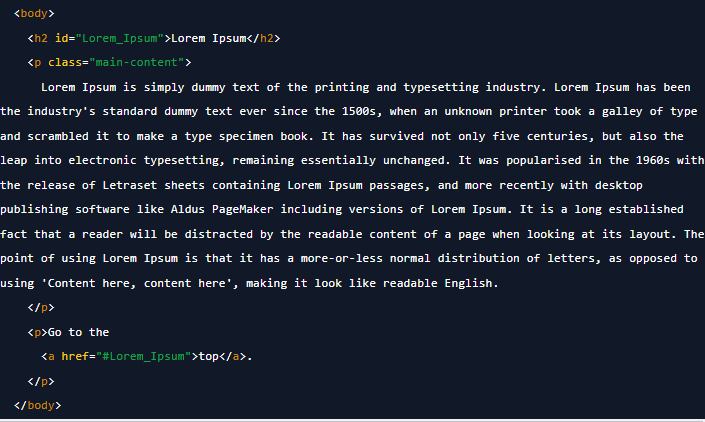 <body>
<h2 id="Lorem_Ipsum">Lorem Ipsum</h2>
<p class="main-content">
Lorem Ipsum is simply dummy text of the printing and typesetting industry. Lorem Ipsum has been
the industry's standard dummy text ever since the 1500s, when an unknown printer took a galley of type
and scrambled it to make a type specimen book. It has survived not only five centuries, but also the
leap into electronic typesetting, remaining essentially unchanged. It was popularised in the 1960s with
the release of Letraset sheets containing Lorem Ipsum passages, and more recently with desktop
publishing software like Aldus PageMaker including versions of Lorem Ipsum. It is a long established
fact that a reader will be distracted by the readable content of a page when looking at its layout. The
point of using Lorem Ipsum is that it has a more-or-less normal distribution of letters, as opposed to
using 'Content here, content here', making it look like readable English.
</p>
<p>Go to the
<a href="#Lorem_Ipsum">top</a>.
</p>
</body>